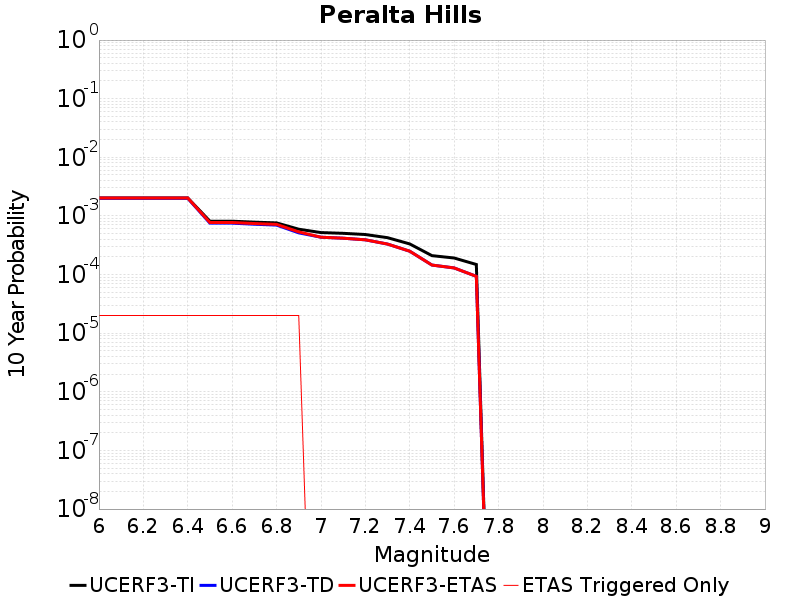 Peralta Hills
10^0
10^-1
10^-2
10^-3
10^-4
10^-5
10^-6
10^-7
10^-8
10 Year Probability
6 6.2 6.4 6.6 6.8 7 7.2 7.4 7.6 7.8 8 8.2 8.4 8.6 8.8 9
Magnitude
UCERF3-TI UCERF3-TD UCERF3-ETAS ETAS Triggered Only